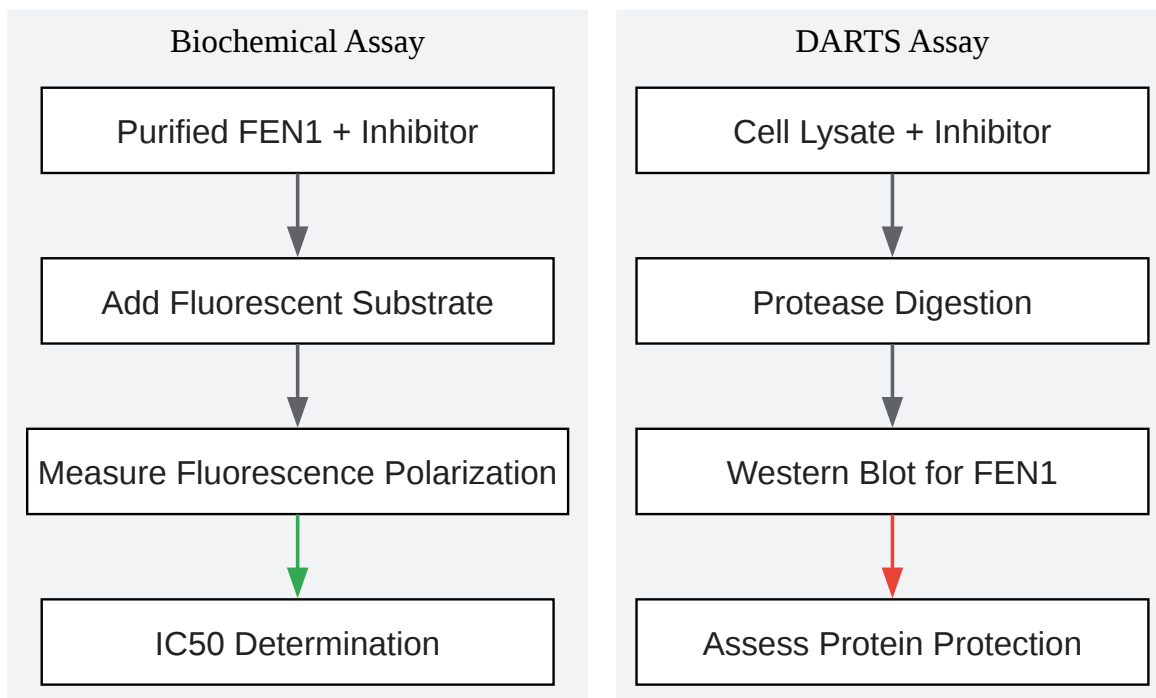 Biochemical Assay
Purified FEN1 + Inhibitor
Add Fluorescent Substrate
Measure Fluorescence Polarization
IC50 Determination
DARTS Assay
Cell Lysate + Inhibitor
Protease Digestion
Western Blot for FEN1
Assess Protein Protection